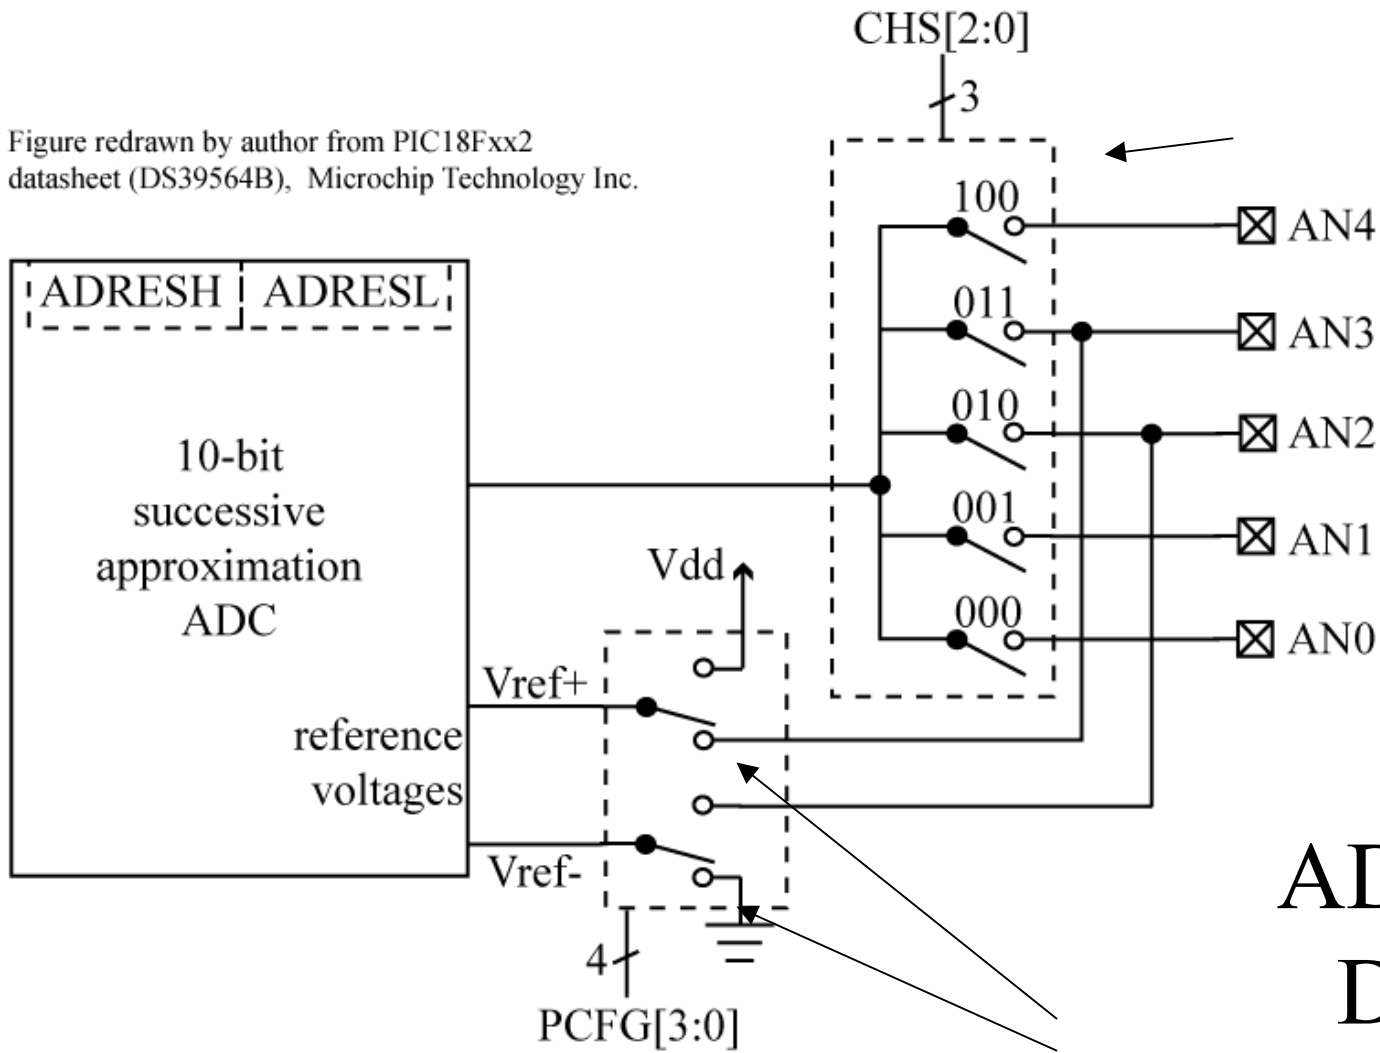 CHS[2:0]
3
Figure redrawn by author from PIC18Fxx2
datasheet (DS39564B), Microchip Technology Inc.
100
AN4
ADRESH ADRESL
011
AN3
010
AN2
10-bit
successive
approximation
ADC
001
AN1
Vdd
000
AN0
Vref+
reference
voltages
Vref-
4
PCFG[3:0]